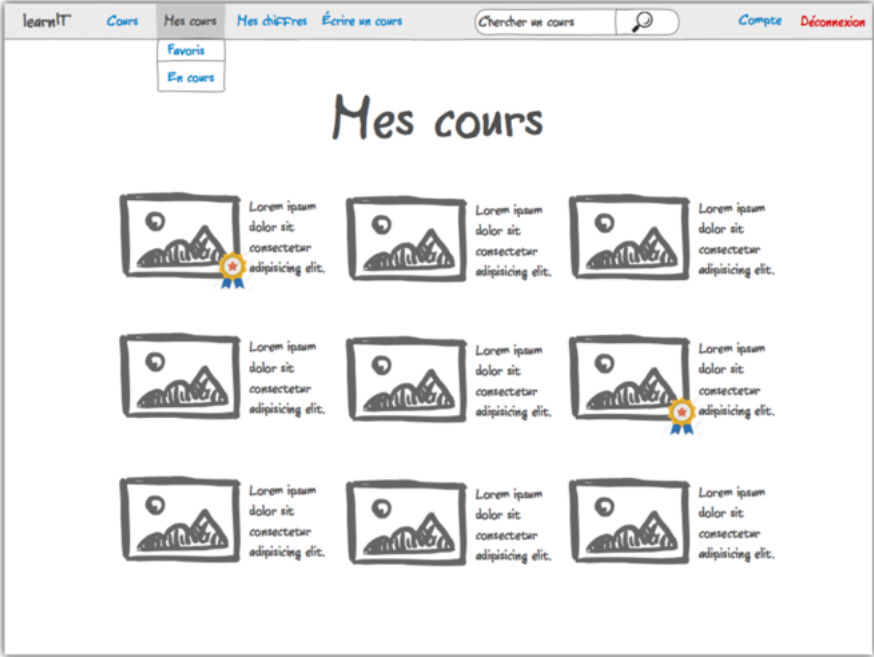 learnIT Cours Mes cours Mes chiffres Écrire un cours Chercher un cours Compte Déconnexion
Favoris
En cours
Mes cours
Lorem ipsum
dolor sit
consectetur
adipisicing elit.
Lorem ipsum
dolor sit
consectetur
adipisicing elit.
Lorem ipsum
dolor sit
consectetur
adipisicing elit.
Lorem ipsum
dolor sit
consectetur
adipisicing elit.
Lorem ipsum
dolor sit
consectetur
adipisicing elit.
Lorem ipsum
dolor sit
consectetur
adipisicing elit.
Lorem ipsum
dolor sit
consectetur
adipisicing elit.
Lorem ipsum
dolor sit
consectetur
adipisicing elit.
Lorem ipsum
dolor sit
consectetur
adipisicing elit.